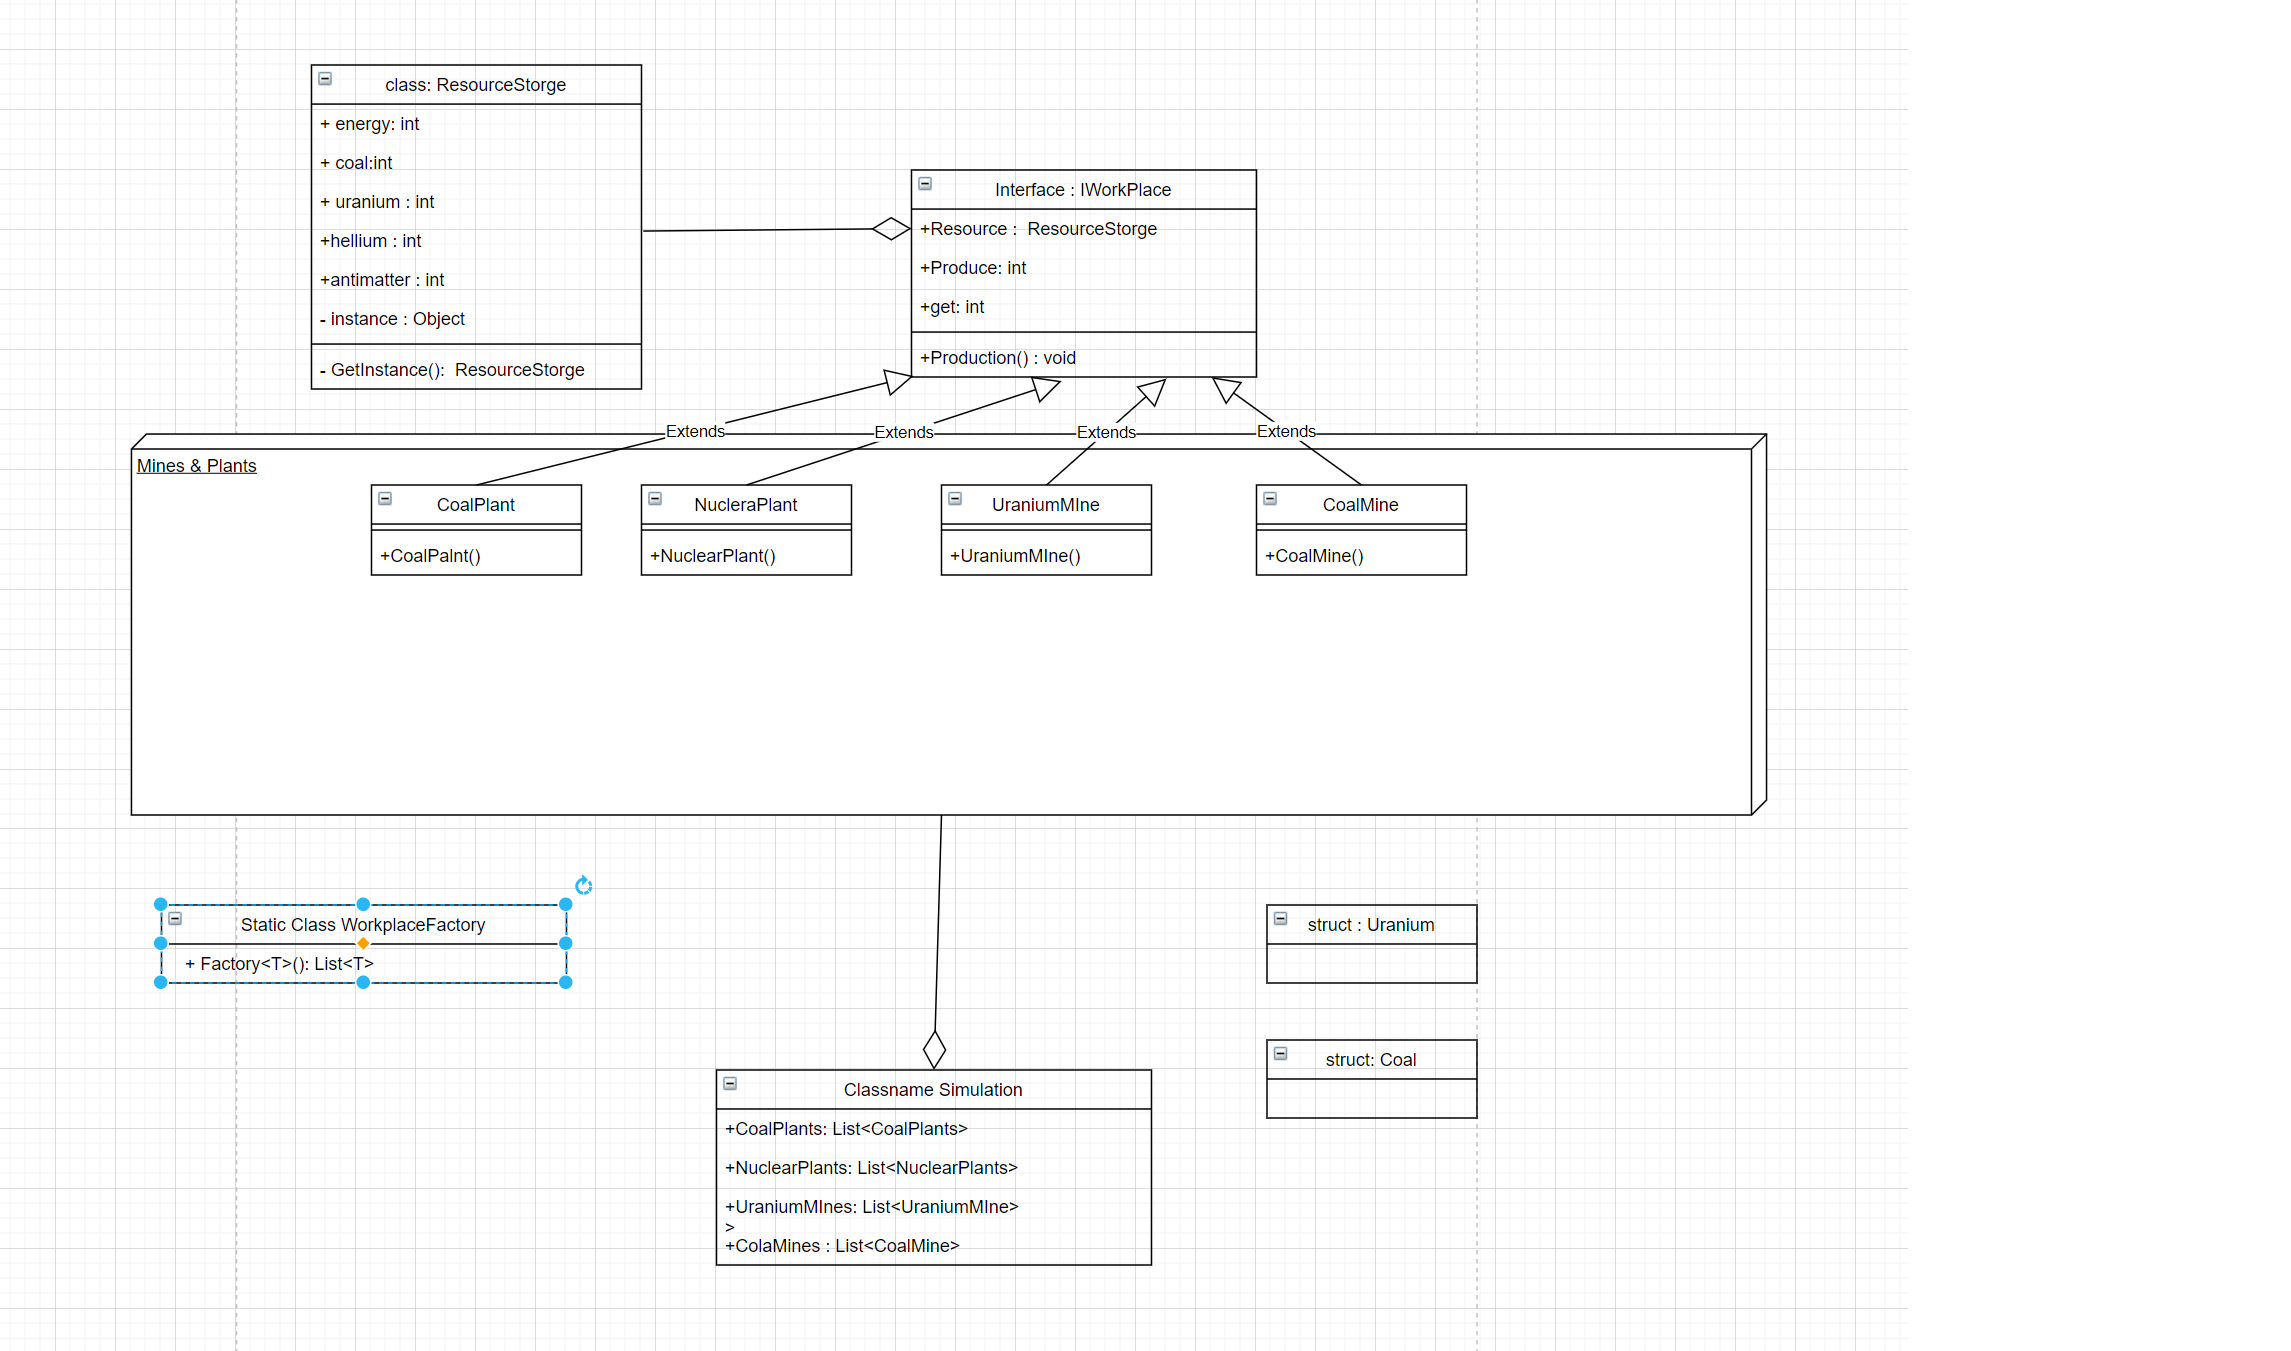 class: ResourceStorge
+ energy: int
+ coal:int
+ uranium : int
+hellium : int
+antimatter : int
- instance : Object
- GetInstance():  ResourceStorge
Interface : IWorkPlace
+Resource :  ResourceStorge
+Produce: int
+get: int
+Production() : void
Extends
Extends
Extends
Extends
Mines & Plants
CoalPlant
+CoalPalnt()
NucleraPlant
+NuclearPlant()
UraniumMIne
+UraniumMIne()
CoalMine
+CoalMine()
Static Class WorkplaceFactory
+ Factory<T>(): List<T>
struct : Uranium
struct: Coal
Classname Simulation
+CoalPlants: List<CoalPlants>
+NuclearPlants: List<NuclearPlants>
+UraniumMInes: List<UraniumMIne>
>
+ColaMines : List<CoalMine>